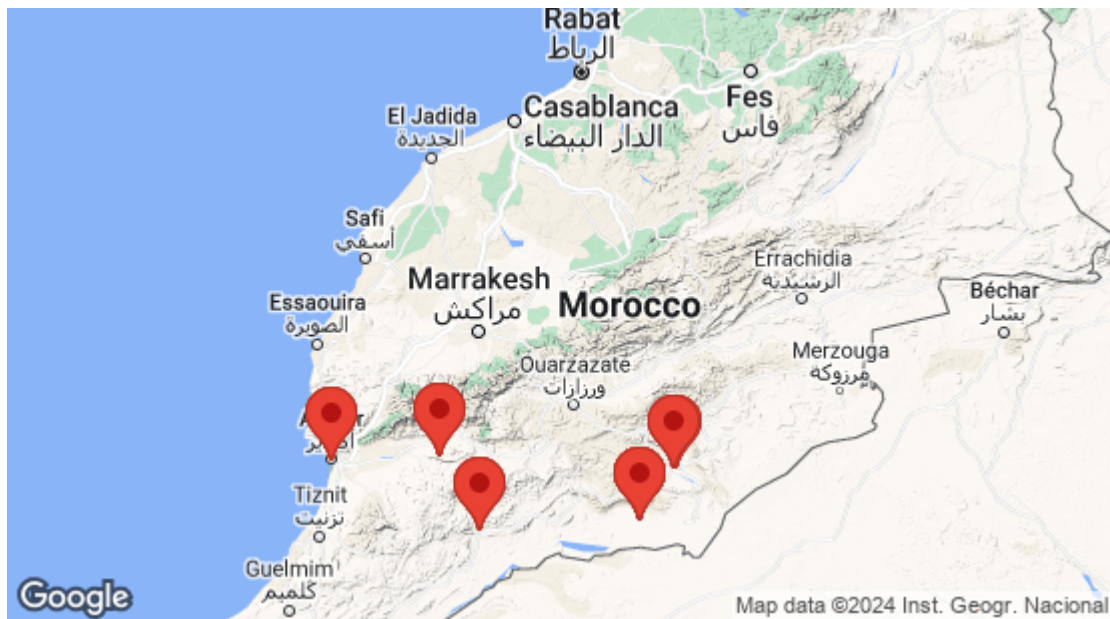 Rabat
الرباط
Fes
فاس
Casablanca
الدار البيضاء
El Jadida
الجديدة
Safi
أسفي
Errachidia
الرشيدية
Marrakesh
مراكش
Morocco
Béchar
بشار
Essaouira
الصويرة
Merzouga
مرزوكة
Ouarzazate
ورزازات
Tiznit
تزنيت
Guelmim
كلميم
Google
Map data ©2024 Inst. Geogr. Nacional